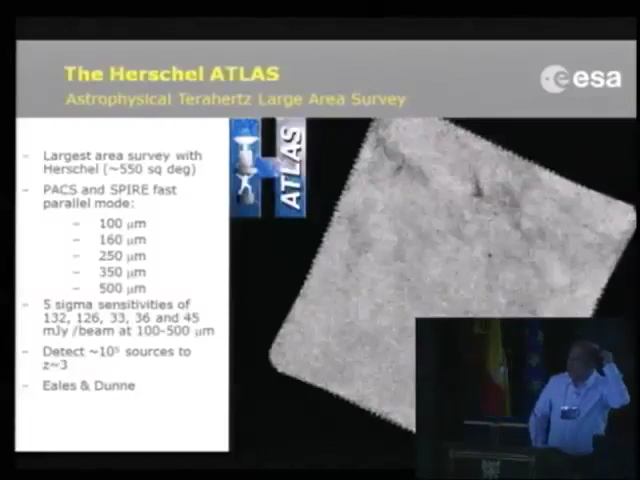 The Herschel ATLAS
Astrophysical Terahertz Large Area Survey
esa
– Largest area survey with
Herschel (~550 sq deg)
– PACS and SPIRE fast
parallel mode:
– 100 µm
– 160 µm
– 250 µm
– 350 µm
– 500 µm
– 5 sigma sensitivities of
132, 126, 33, 36 and 45
mJy /beam at 100-500 µm
– Detect ~10⁵ sources to
z~3
– Eales & Dunne
H
ATLAS